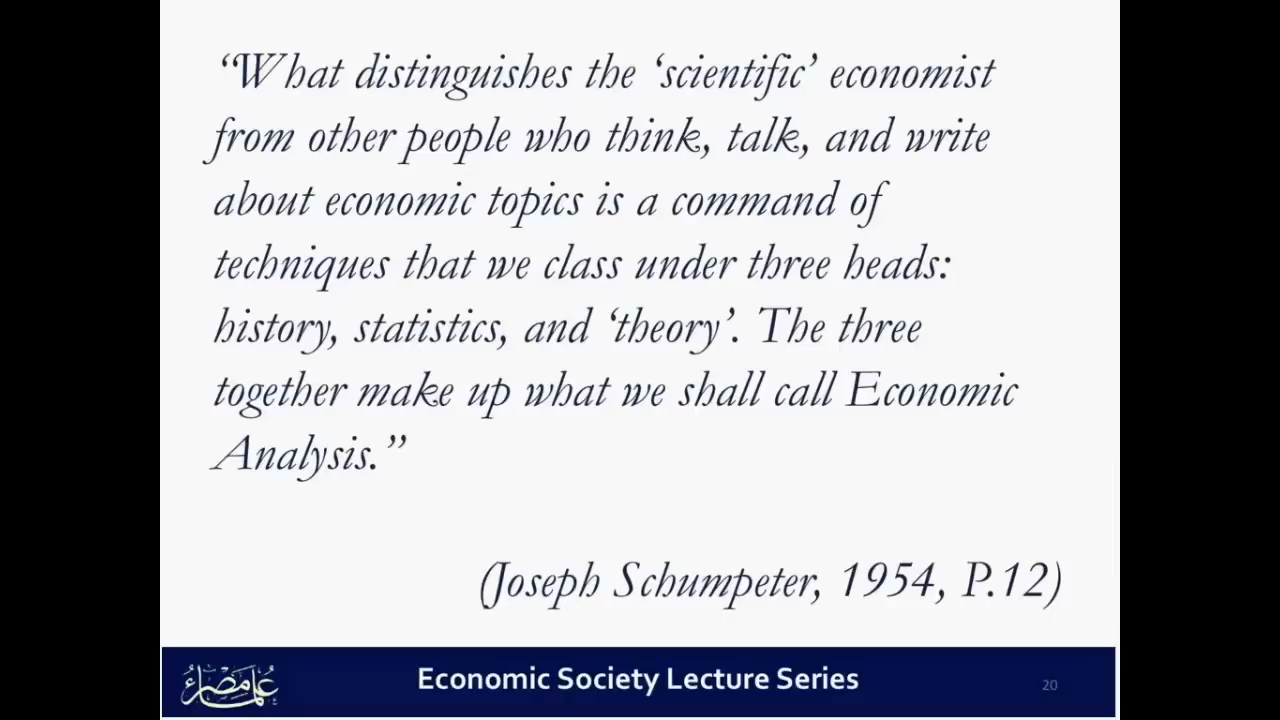 “What distinguishes the ‘scientific’ economist
from other people who think, talk, and write
about economic topics is a command of
techniques that we class under three heads:
history, statistics, and ‘theory’. The three
together make up what we shall call Economic
Analysis.”
(Joseph Schumpeter, 1954, P.12)
علماء مصر
Economic Society Lecture Series
20